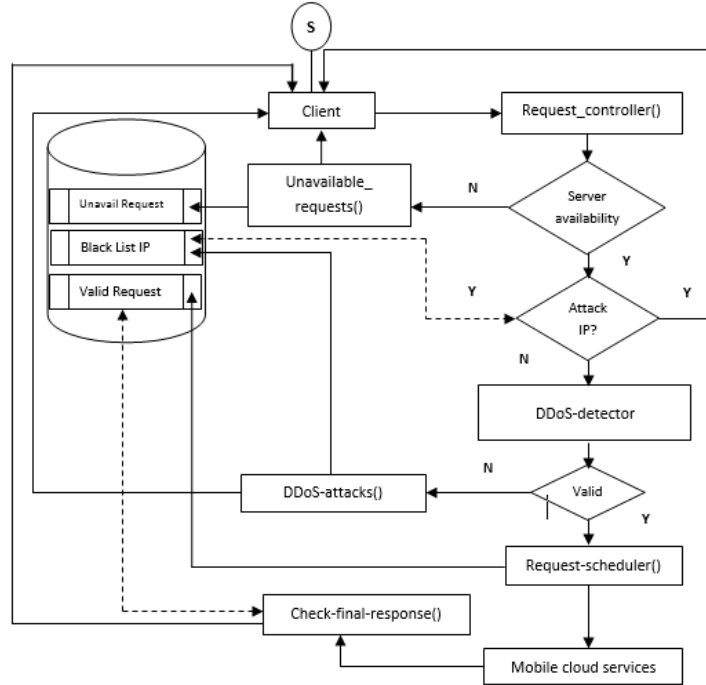 S
Client
Request_controller()
Unavailable_
requests()
N
Server
availability
Unavail Request
Black List IP
Valid Request
Y
Y
Attack
IP?
Y
N
DDoS-detector
DDoS-attacks()
N
Valid
Y
Request-scheduler()
Check-final-response()
Mobile cloud services